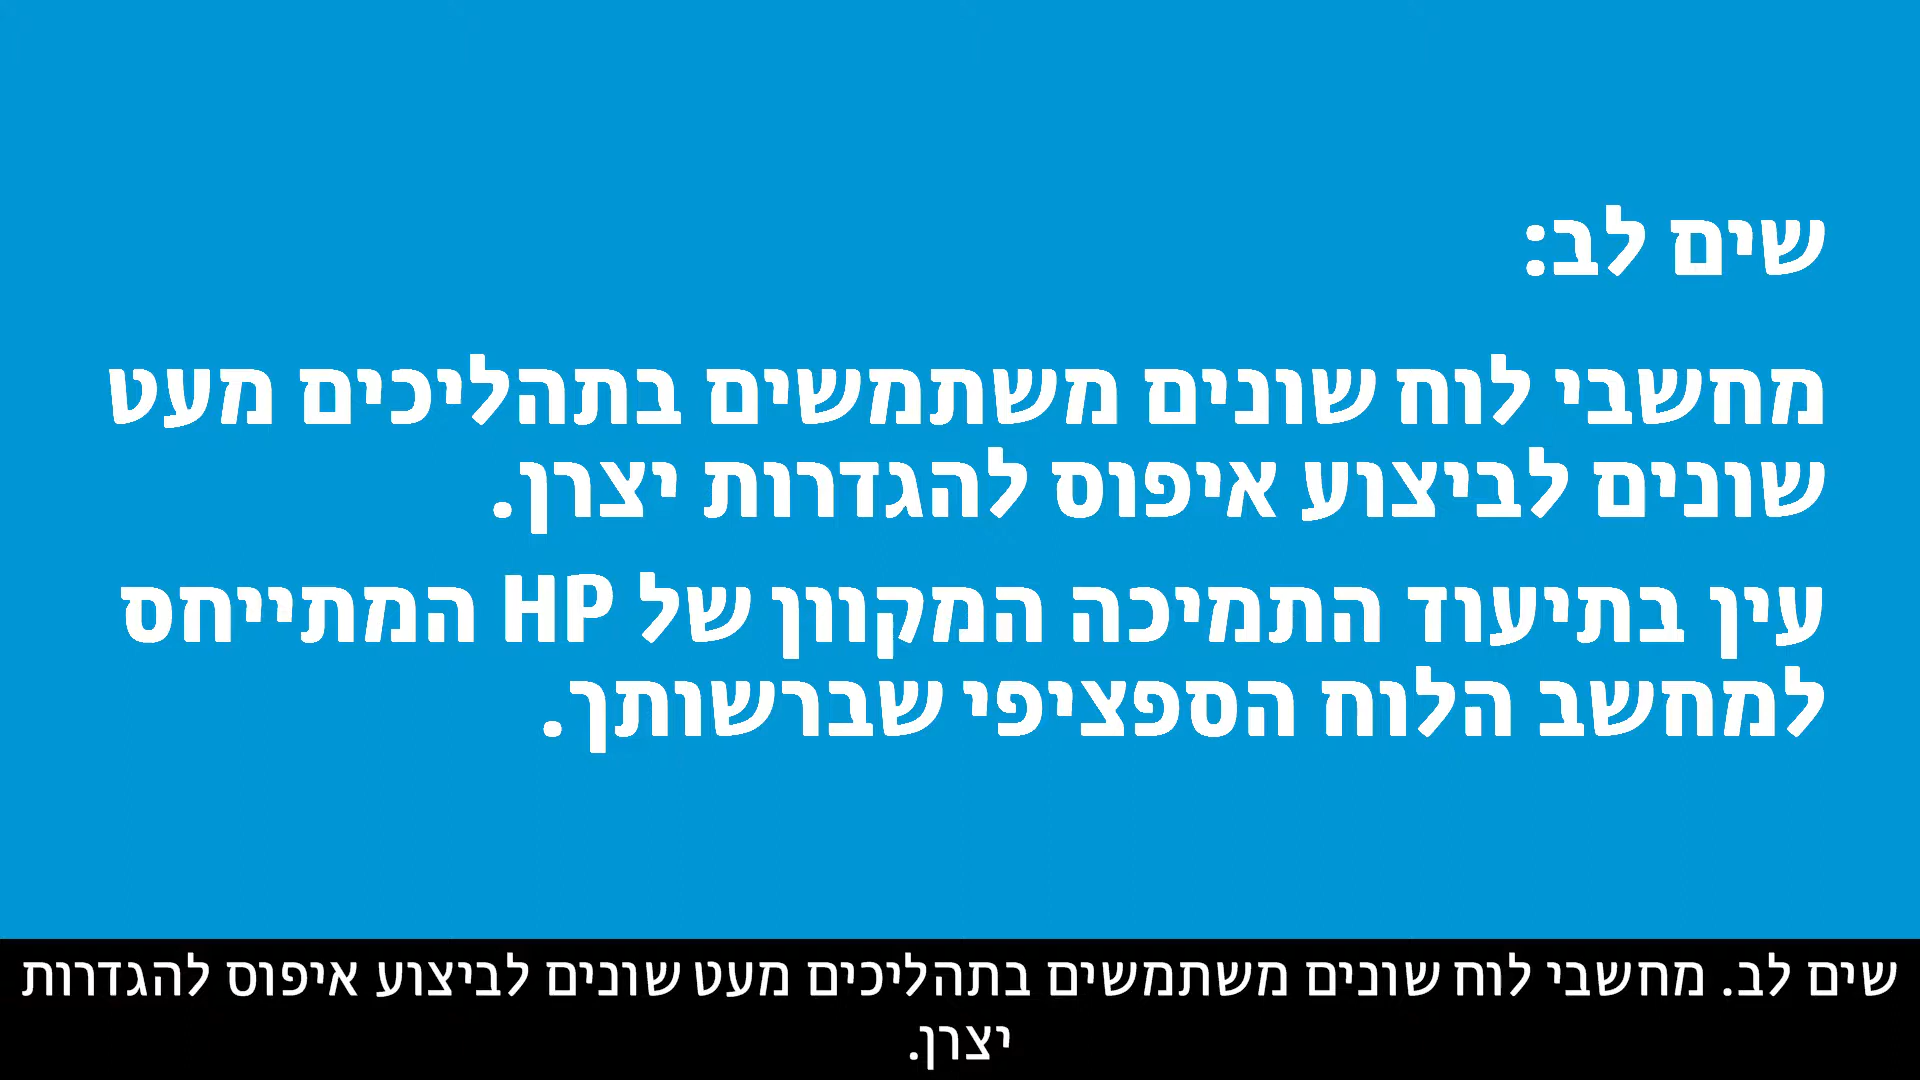 שים לב:
מחשבי לוח שונים משתמשים בתהליכים מעט
שונים לביצוע איפוס להגדרות יצרן.
עין בתיעוד התמיכה המקוון של HP המתייחס
למחשב הלוח הספציפי שברשותך.
שים לב. מחשבי לוח שונים משתמשים בתהליכים מעט שונים לביצוע איפוס להגדרות
יצרן.